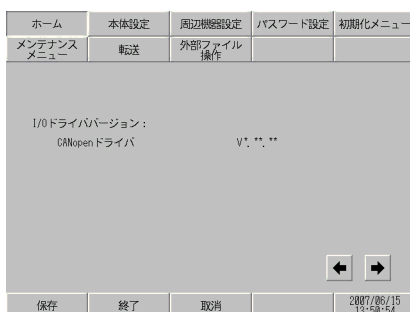 ホーム 本体設定 周辺機器設定 パスワード設定 初期化メニュー
メンテナンス
メニュー 転送 外部ファイル
操作
I/Oドライババージョン：
CANopenドライバ V*.**.**
保存 終了 取消 2007/06/15
13:50:54